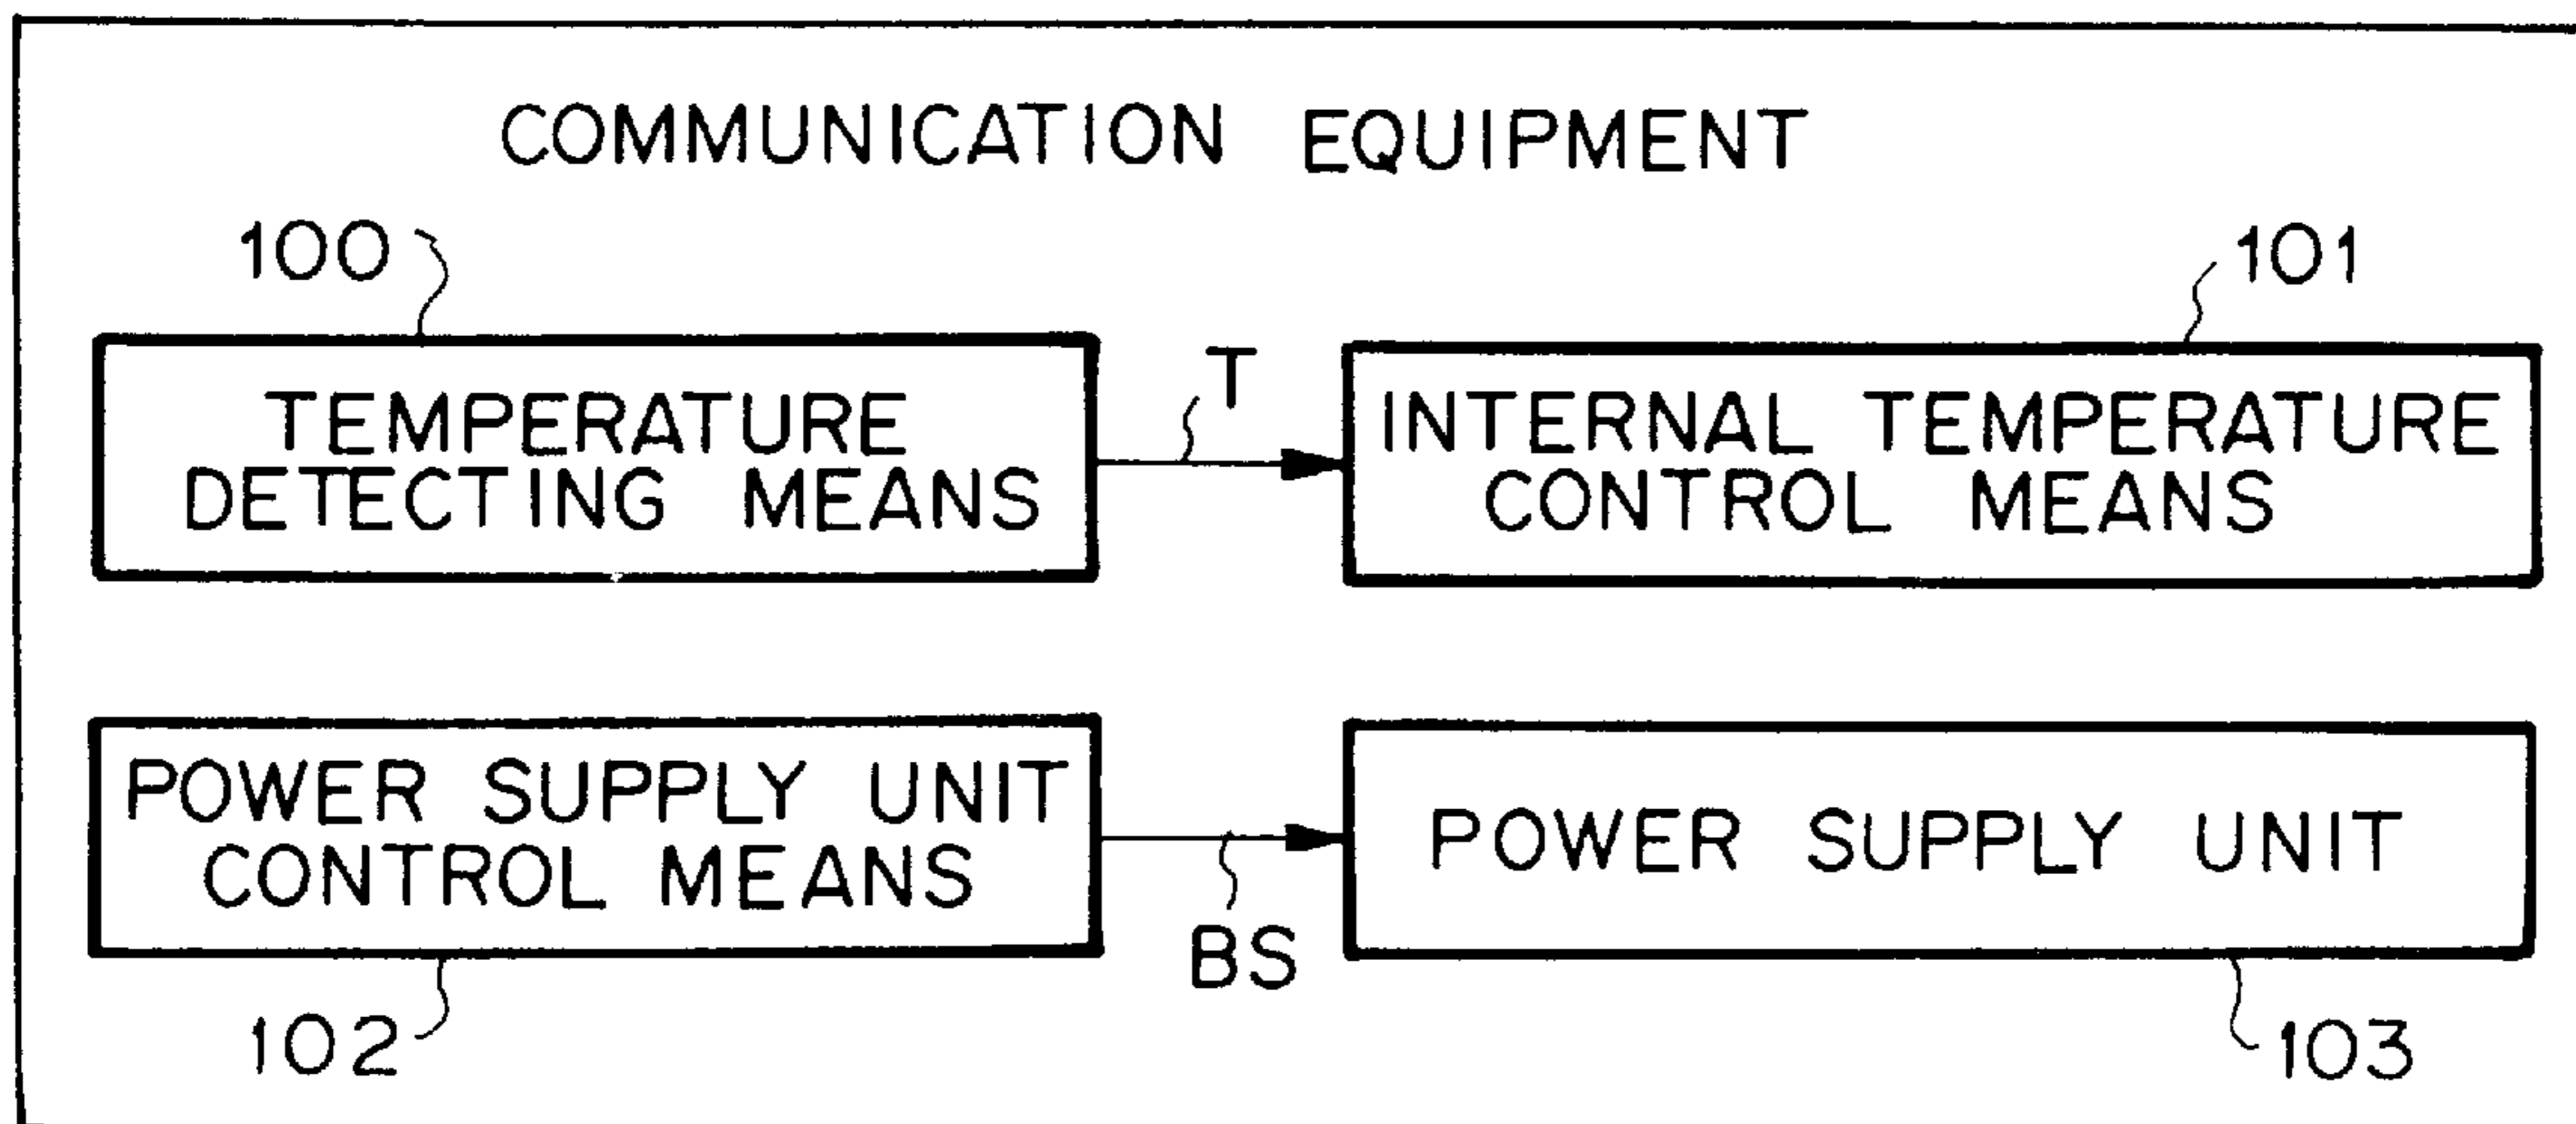 COMMUNICATION EQUIPMENT
100
101
TEMPERATURE
DETECTING MEANS
T
INTERNAL TEMPERATURE
CONTROL MEANS
POWER SUPPLY UNIT
CONTROL MEANS
BS
POWER SUPPLY UNIT
102
103